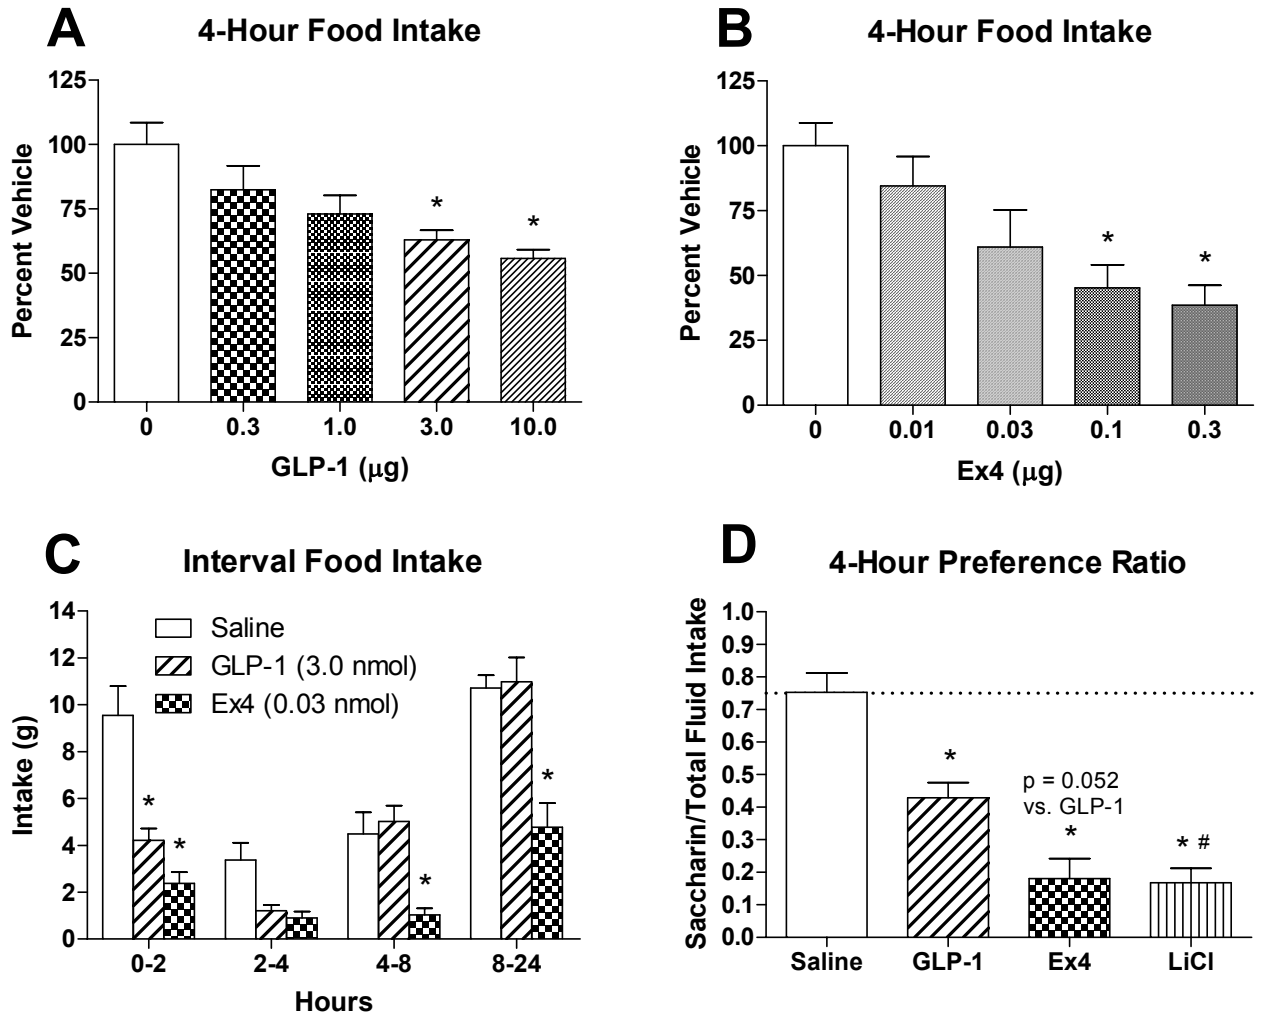 A
4-Hour Food Intake
Percent Vehicle
125
100
75
50
25
0
*
*
0 0.3 1.0 3.0 10.0
GLP-1 (μg)
B
4-Hour Food Intake
Percent Vehicle
125
100
75
50
25
0
*
*
0 0.01 0.03 0.1 0.3
Ex4 (μg)
C
Interval Food Intake
Intake (g)
14
12
10
8
6
4
2
0
Saline
GLP-1 (3.0 nmol)
Ex4 (0.03 nmol)
*
*
*
*
0-2 2-4 4-8 8-24
Hours
D
4-Hour Preference Ratio
Saccharin/Total Fluid Intake
1.0
0.9
0.8
0.7
0.6
0.5
0.4
0.3
0.2
0.1
0.0
*
p = 0.052
vs. GLP-1
*
* #
Saline GLP-1 Ex4 LiCl